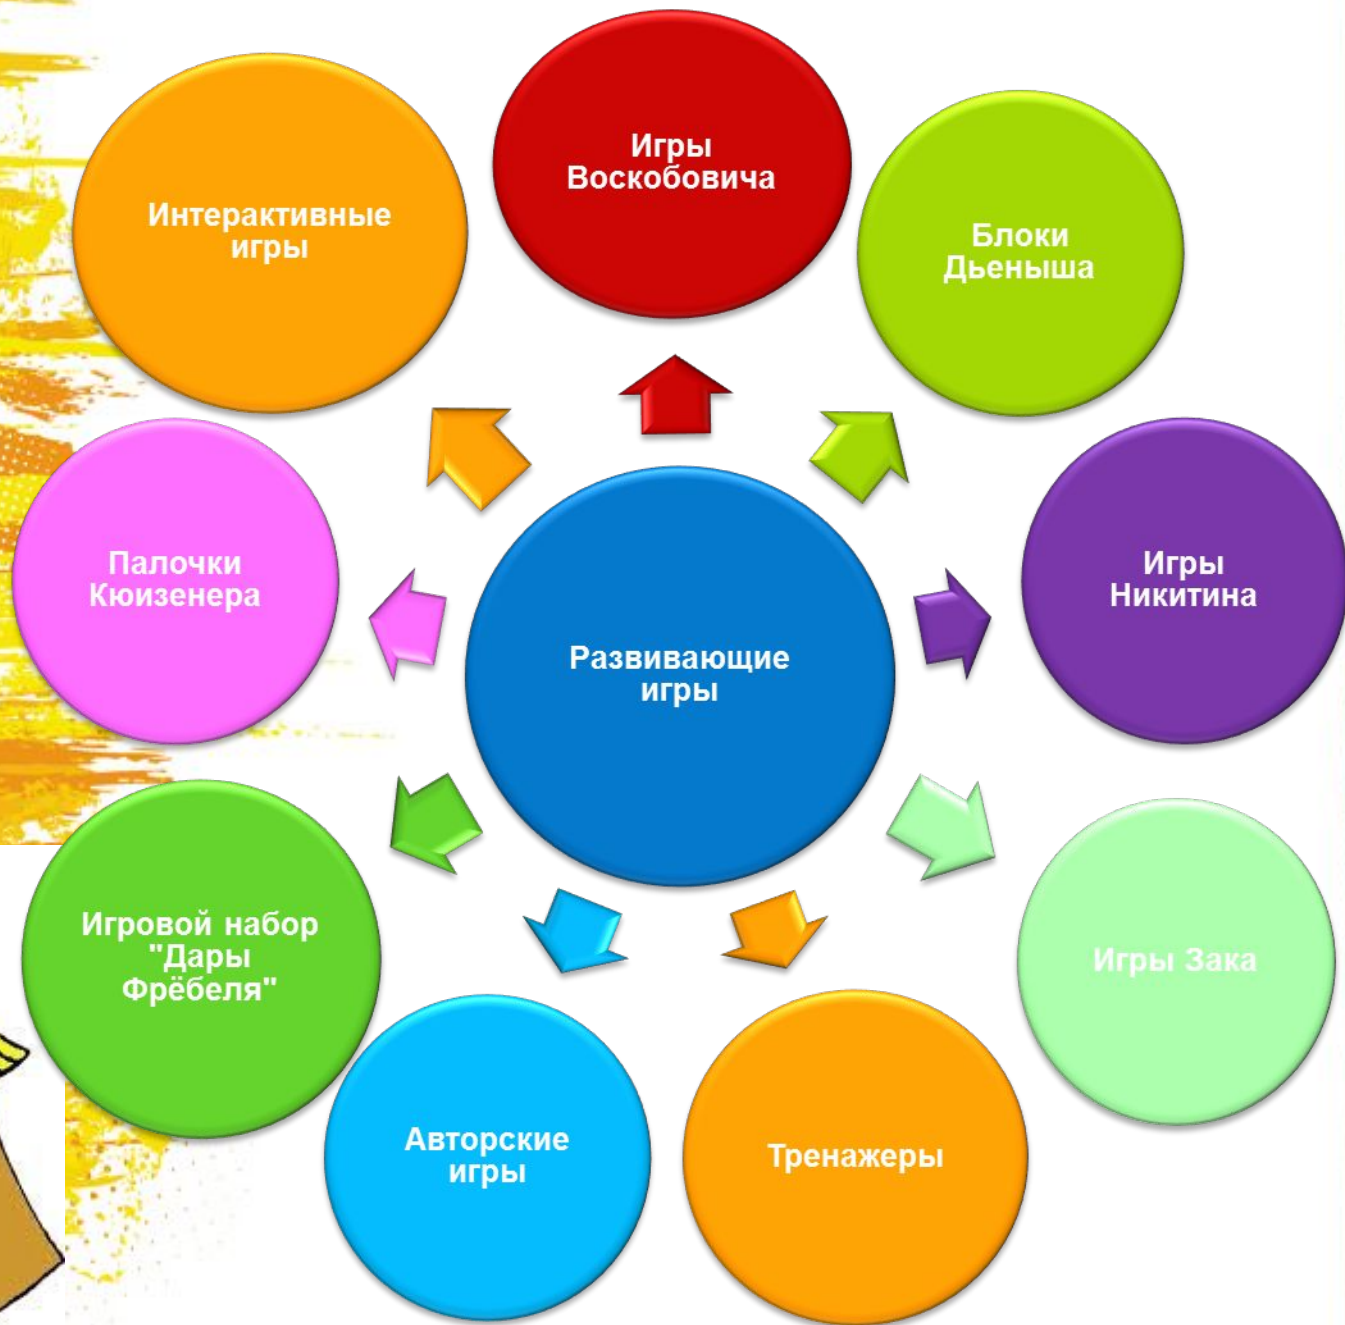 Игры
Воскобовича
Интерактивные
игры
Блоки
Дьеныша
Палочки
Кюизенера
Игры
Никитина
Развивающие
игры
Игровой набор
"Дары
Фрёбеля"
Игры Зака
Авторские
игры
Тренажеры